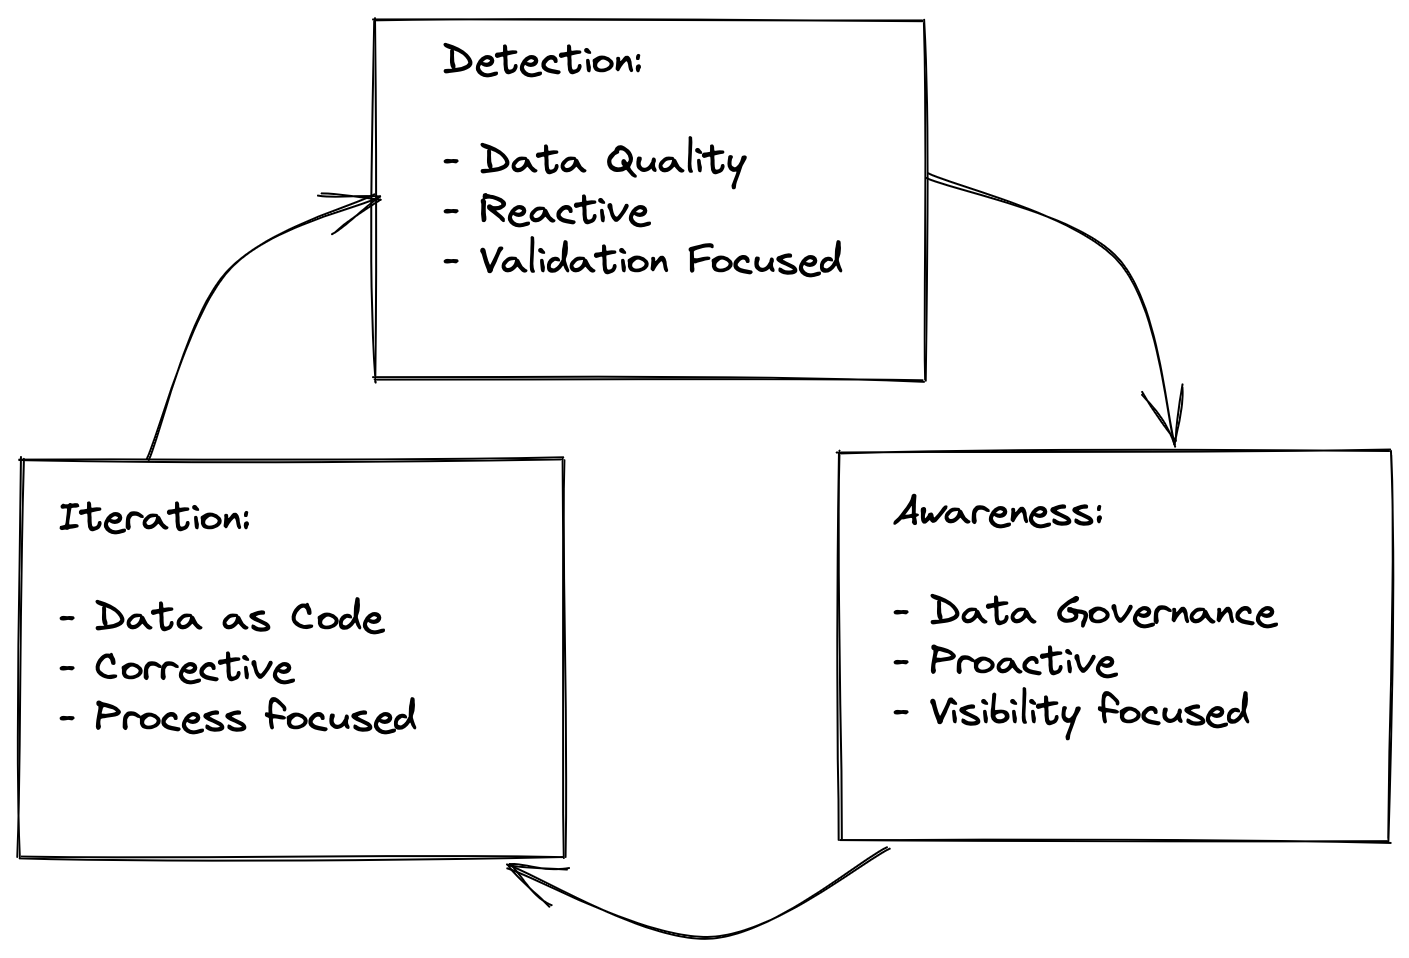 Detection:
- Data Quality
- Reactive
- Validation Focused
Iteration:
- Data as Code
- Corrective
- Process focused
Awareness:
- Data Governance
- Proactive
- Visibility focused